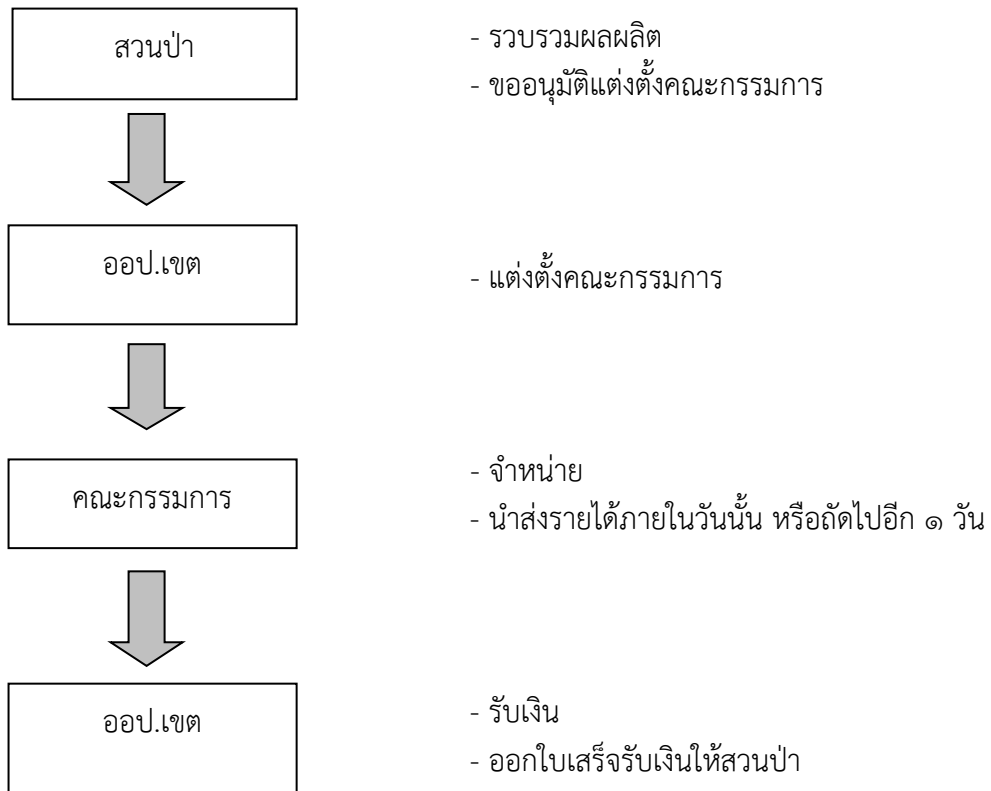 สวนป่า
- รวบรวมผลผลิต
- ขออนุมัติแต่งตั้งคณะกรรมการ
ออป.เขต
- แต่งตั้งคณะกรรมการ
คณะกรรมการ
- จำหน่าย
- นำส่งรายได้ภายในวันนั้น หรือถัดไปอีก ๑ วัน
ออป.เขต
- รับเงิน
- ออกใบเสร็จรับเงินให้สวนป่า